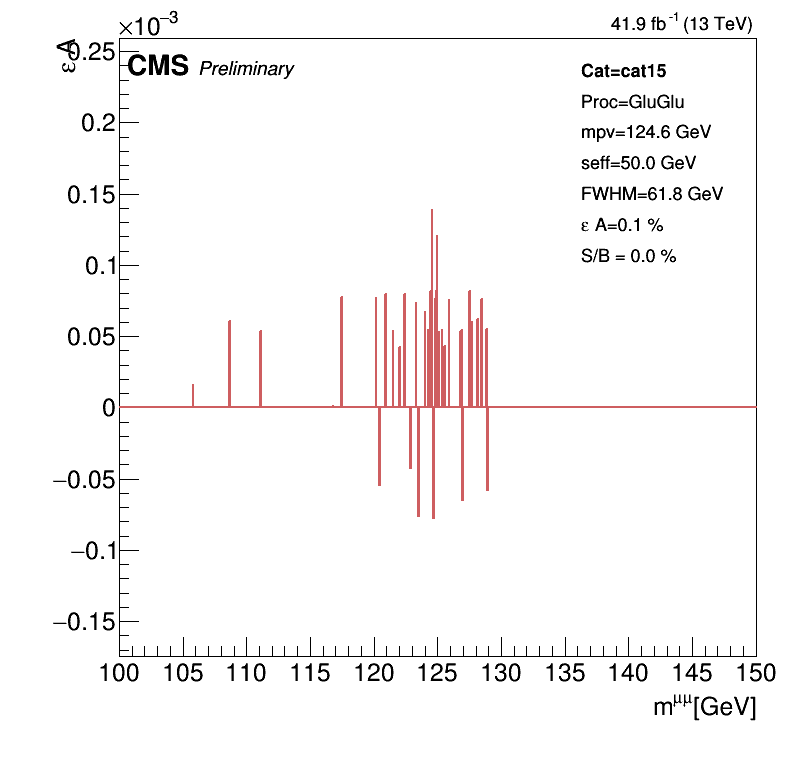 ×10⁻³
41.9 fb⁻¹ (13 TeV)
ε A
CMS Preliminary
Cat=cat15
Proc=GluGlu
mpv=124.6 GeV
seff=50.0 GeV
FWHM=61.8 GeV
ε A=0.1 %
S/B = 0.0 %
0.25
0.2
0.15
0.1
0.05
0
−0.05
−0.1
−0.15
100 105 110 115 120 125 130 135 140 145 150
m^μμ[GeV]